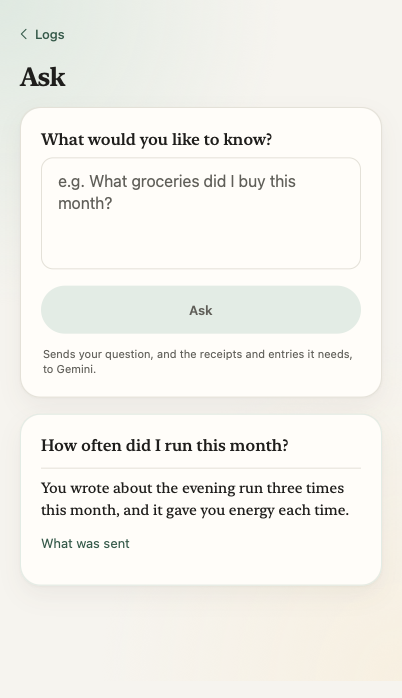 Logs
Ask
What would you like to know?
e.g. What groceries did I buy this
month?
Ask
Sends your question, and the receipts and entries it needs,
to Gemini.
How often did I run this month?
You wrote about the evening run three times
this month, and it gave you energy each time.
What was sent